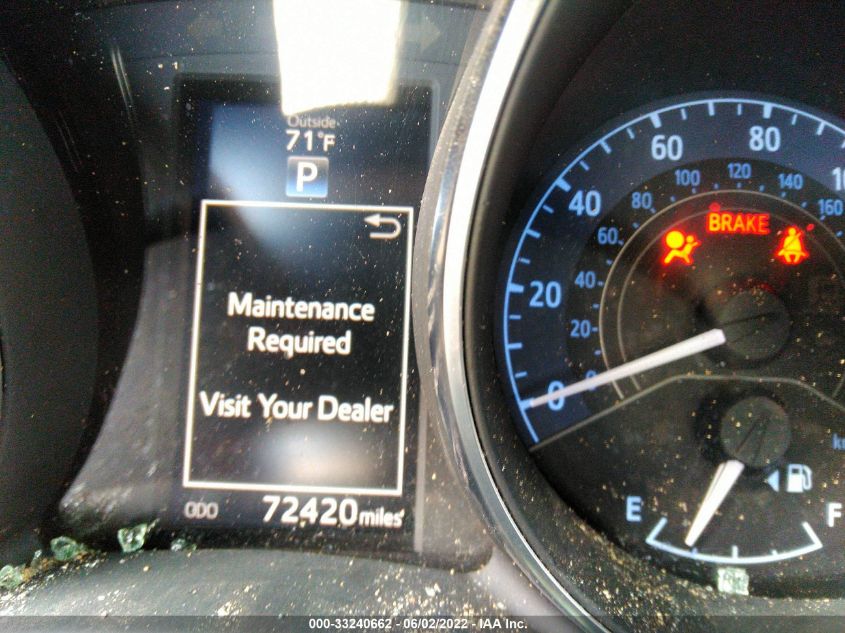 Outside
71°F
P
Maintenance
Required
Visit Your Dealer
ODO 72420 miles
0 20 40 60 80
20 40 60 80 100 120 140 160
BRAKE
E F
000-33240662 - 06/02/2022 - IAA Inc.